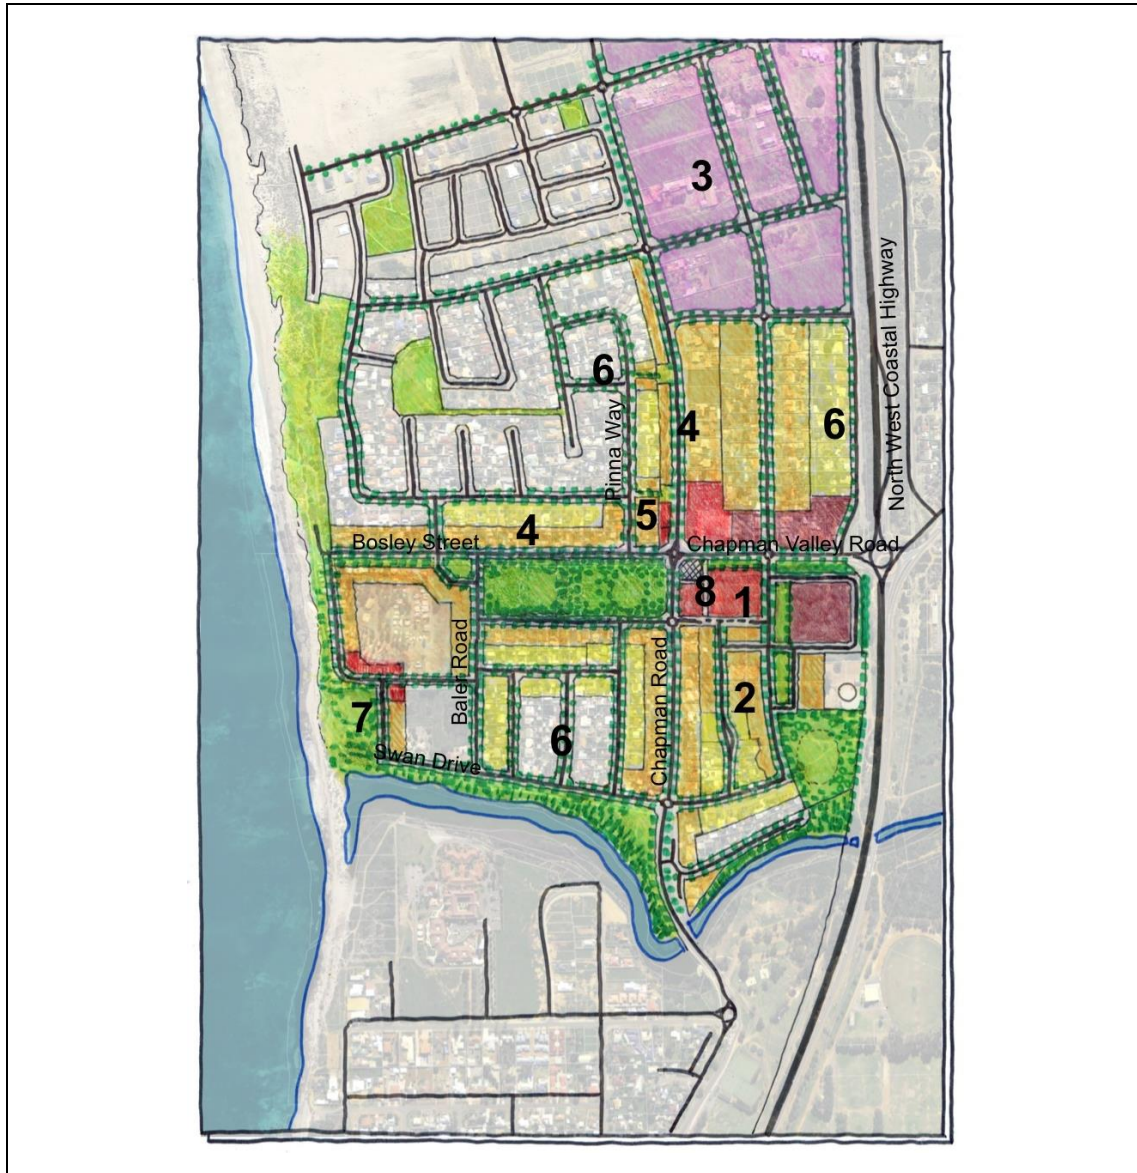 3
North West Coastal Highway
6
Pinna Way
4
6
5
4
Bosley Street
Chapman Valley Road
8
1
Baler Road
Chapman Road
2
7
6
Swan Drive